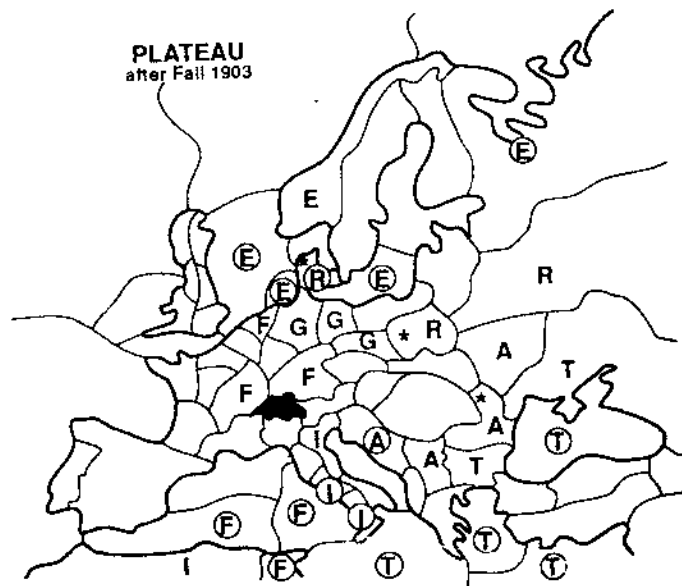 PLATEAU
after Fall 1903
E
E
E
* R E R
E
F G G
G * R
A
F T
F *
A
I A T
A T
I
F I
F T
I F T T